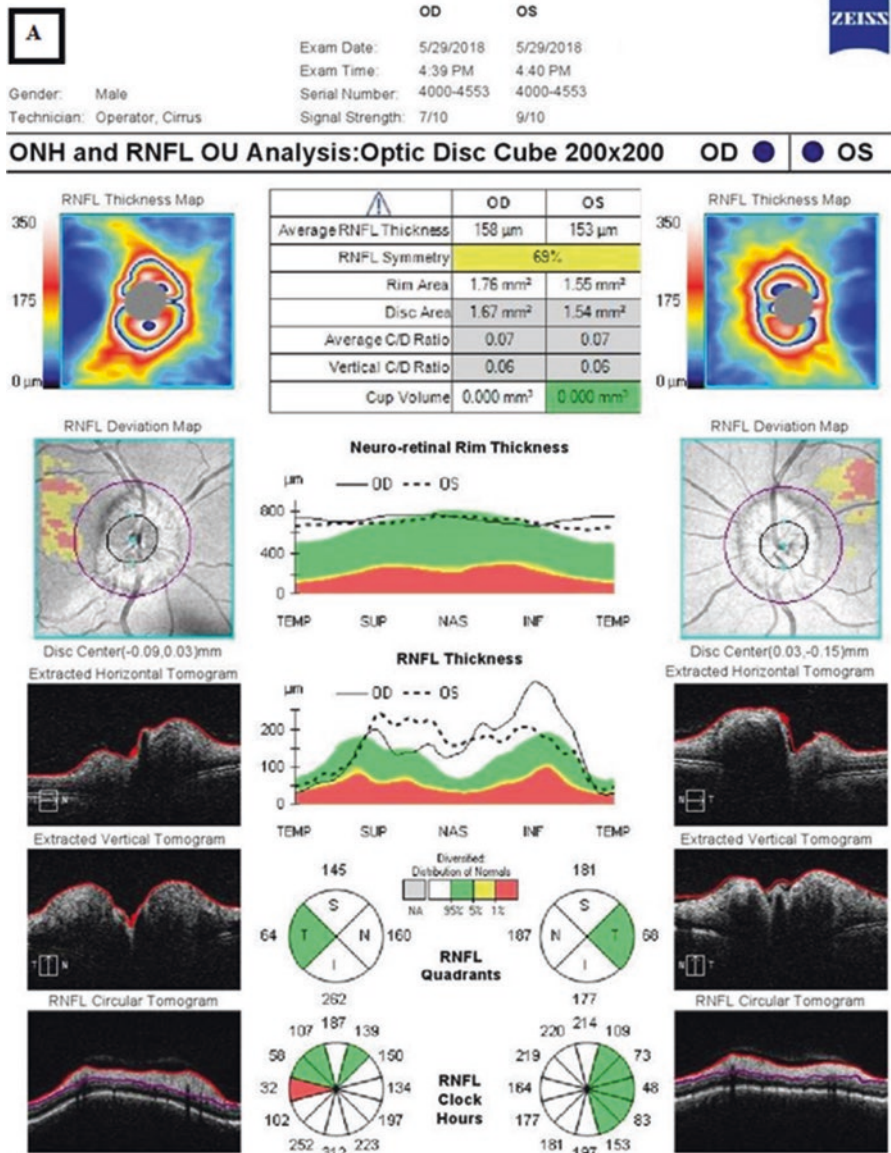 A
OD OS
ZEISS
Exam Date: 5/29/2018 5/29/2018
Exam Time: 4:39 PM 4:40 PM
Gender: Male Serial Number: 4000-4553 4000-4553
Technician: Operator, Cirrus Signal Strength: 7/10 9/10
ONH and RNFL OU Analysis:Optic Disc Cube 200x200 OD OS
RNFL Thickness Map
350
175
0 µm
OD OS
Average RNFL Thickness 158 µm 153 µm
RNFL Symmetry 69%
Rim Area 1.76 mm² 1.55 mm²
Disc Area 1.67 mm² 1.54 mm²
Average C/D Ratio 0.07 0.07
Vertical C/D Ratio 0.06 0.06
Cup Volume 0.000 mm³ 0.000 mm³
RNFL Thickness Map
350
175
0 µm
RNFL Deviation Map
Disc Center(-0.09,0.03)mm
Neuro-retinal Rim Thickness
µm OD OS
800
400
0
TEMP SUP NAS INF TEMP
RNFL Deviation Map
Disc Center(0.03,-0.15)mm
Extracted Horizontal Tomogram
T N
RNFL Thickness
µm OD OS
200
100
0
TEMP SUP NAS INF TEMP
Extracted Horizontal Tomogram
N T
Extracted Vertical Tomogram
T N
Diversified:
Distribution of Normals
NA 95% 5% 1%
145
S
64 T N 160
I
262
RNFL
Quadrants
181
S
187 N T 68
I
177
Extracted Vertical Tomogram
N T
RNFL Circular Tomogram
187
107 139
58 150
32 134
102 197
252 223
RNFL
Clock
Hours
214
220 109
219 73
164 48
177 83
181 153
197
RNFL Circular Tomogram